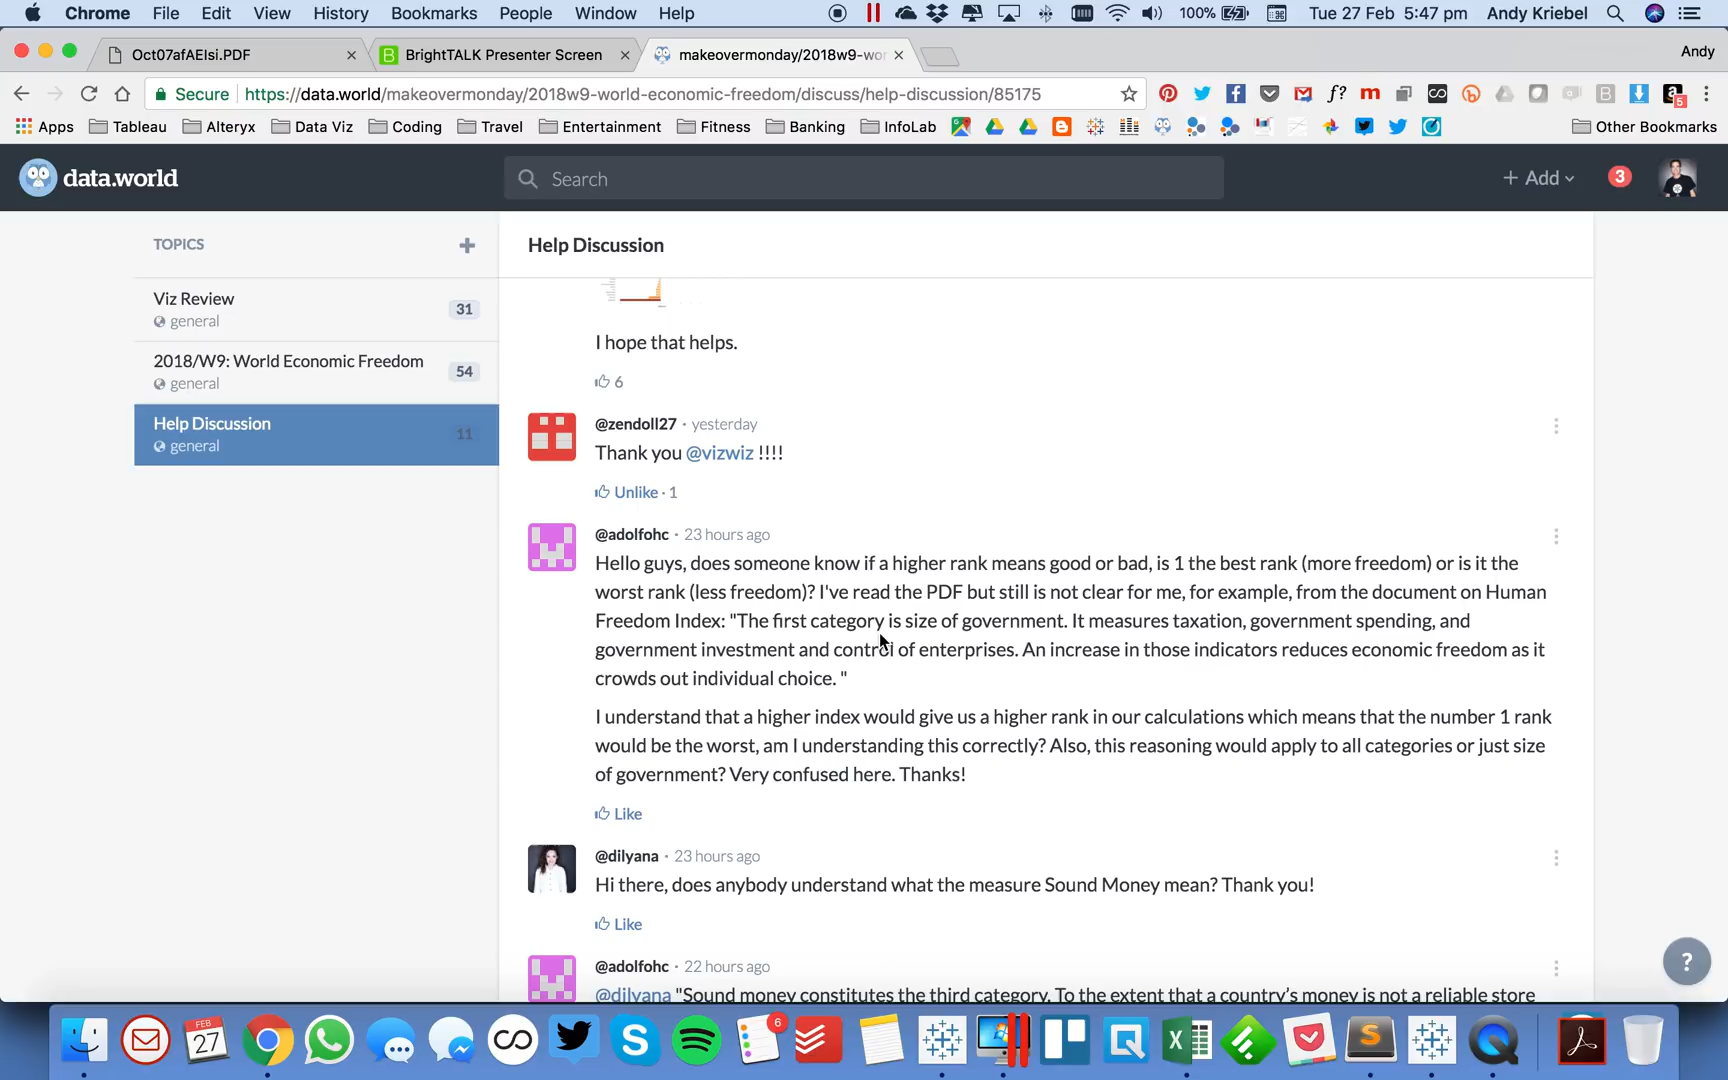 Chrome File Edit View History Bookmarks People Window Help 100% Tue 27 Feb 5:47 pm Andy Kriebel
Oct07afAEIsi.PDF BrightTALK Presenter Screen makeovermonday/2018w9-wor Andy
Secure https://data.world/makeovermonday/2018w9-world-economic-freedom/discuss/help-discussion/85175
Apps Tableau Alteryx Data Viz Coding Travel Entertainment Fitness Banking InfoLab Other Bookmarks
data.world Search + Add 3
TOPICS +
Viz Review
general
31
2018/W9: World Economic Freedom
general
54
Help Discussion
general
11
Help Discussion
I hope that helps.
6
@zendoll27 · yesterday
Thank you @vizwiz !!!!
Unlike · 1
@adolfohc · 23 hours ago
Hello guys, does someone know if a higher rank means good or bad, is 1 the best rank (more freedom) or is it the
worst rank (less freedom)? I've read the PDF but still is not clear for me, for example, from the document on Human
Freedom Index: "The first category is size of government. It measures taxation, government spending, and
government investment and control of enterprises. An increase in those indicators reduces economic freedom as it
crowds out individual choice. "
I understand that a higher index would give us a higher rank in our calculations which means that the number 1 rank
would be the worst, am I understanding this correctly? Also, this reasoning would apply to all categories or just size
of government? Very confused here. Thanks!
Like
@dilyana · 23 hours ago
Hi there, does anybody understand what the measure Sound Money mean? Thank you!
Like
@adolfohc · 22 hours ago
@dilyana "Sound money constitutes the third category. To the extent that a country's money is not a reliable store
?
FEB
27
6